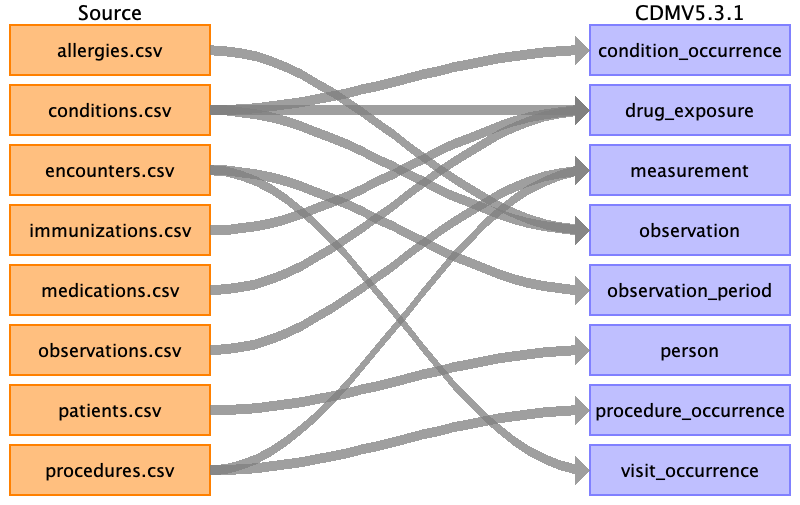 Source CDMV5.3.1
allergies.csv condition_occurrence
conditions.csv drug_exposure
encounters.csv measurement
immunizations.csv observation
medications.csv observation_period
observations.csv person
patients.csv procedure_occurrence
procedures.csv visit_occurrence